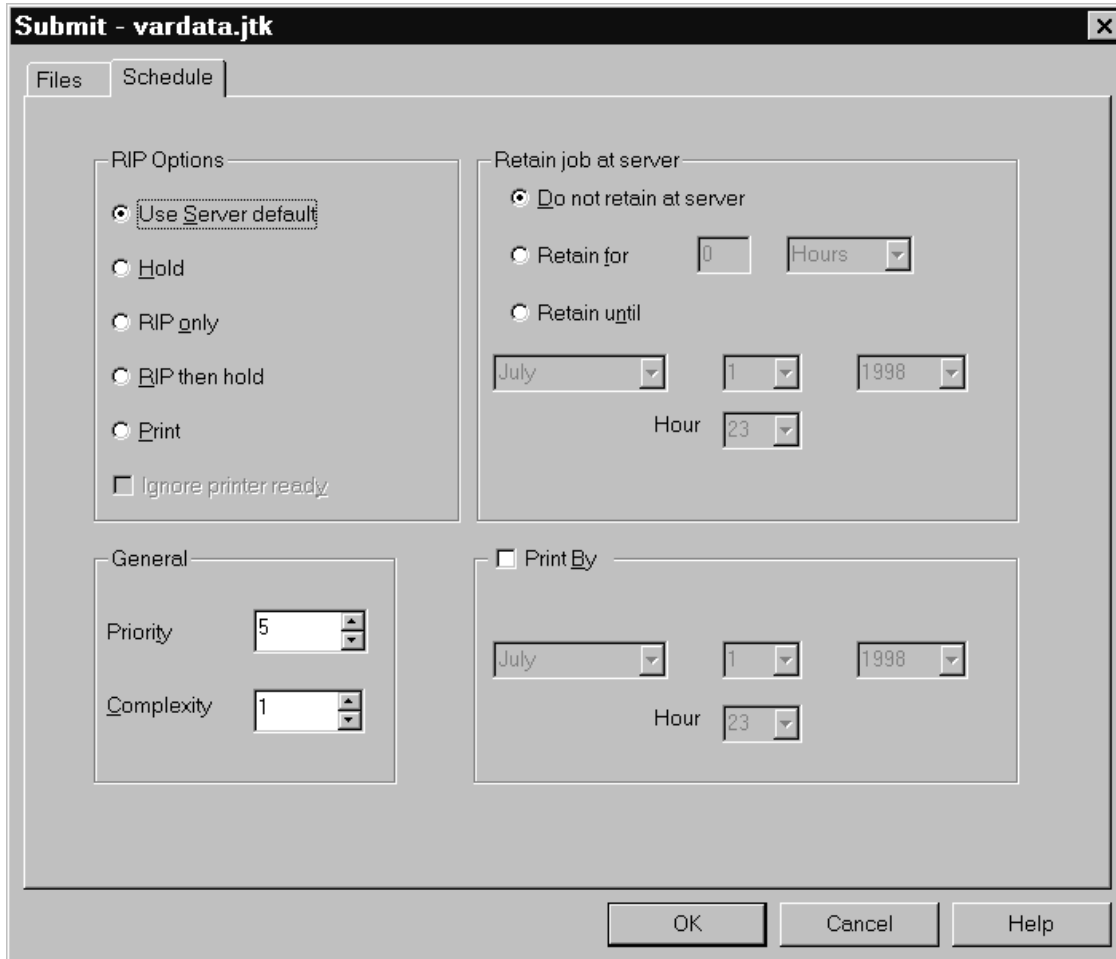 Submit - vardata.jtk
Files
Schedule
RIP Options
Use Server default
Hold
RIP only
RIP then hold
Print
Ignore printer ready
Retain job at server
Do not retain at server
Retain for 0 Hours
Retain until
July 1 1998
Hour 23
General
Priority 5
Complexity 1
Print By
July 1 1998
Hour 23
OK
Cancel
Help